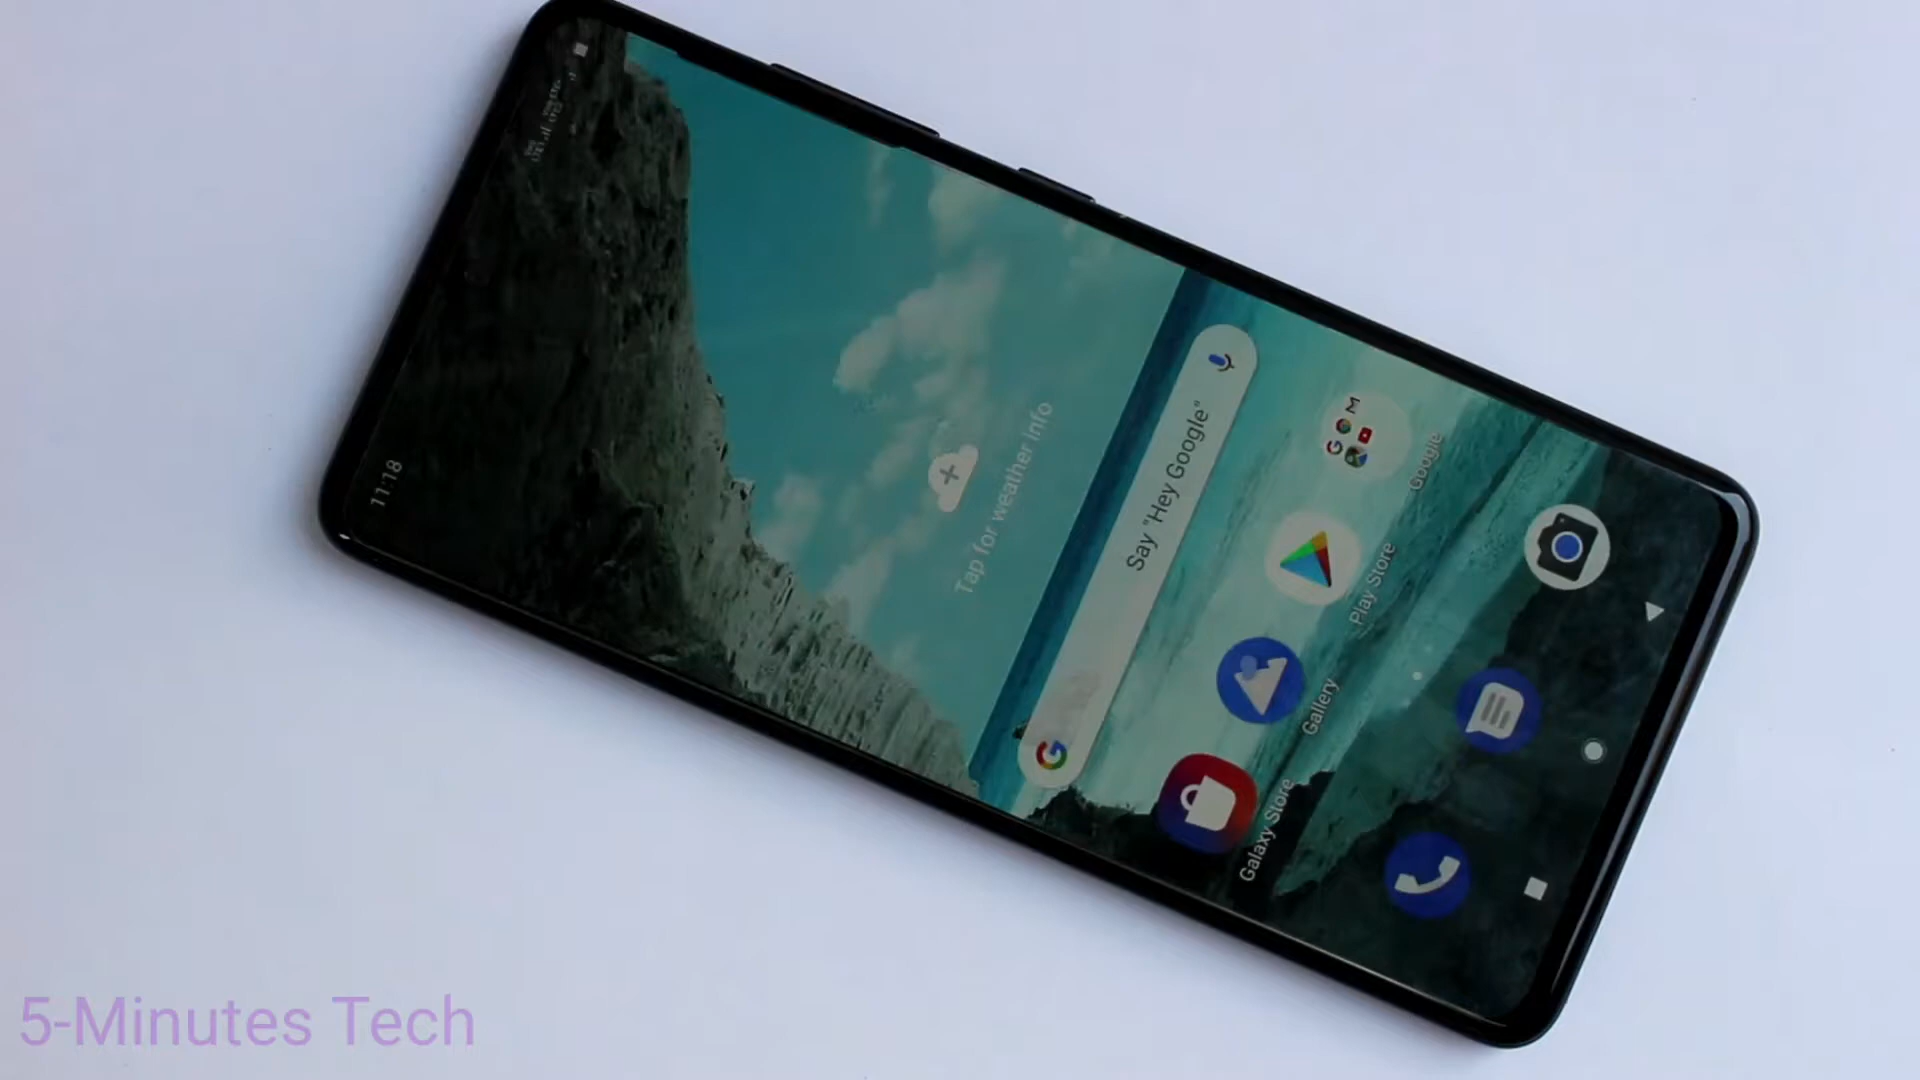 11:18
Tap for weather info
Say "Hey Google"
Galaxy Store
Gallery
Play Store
Google
5-Minutes Tech